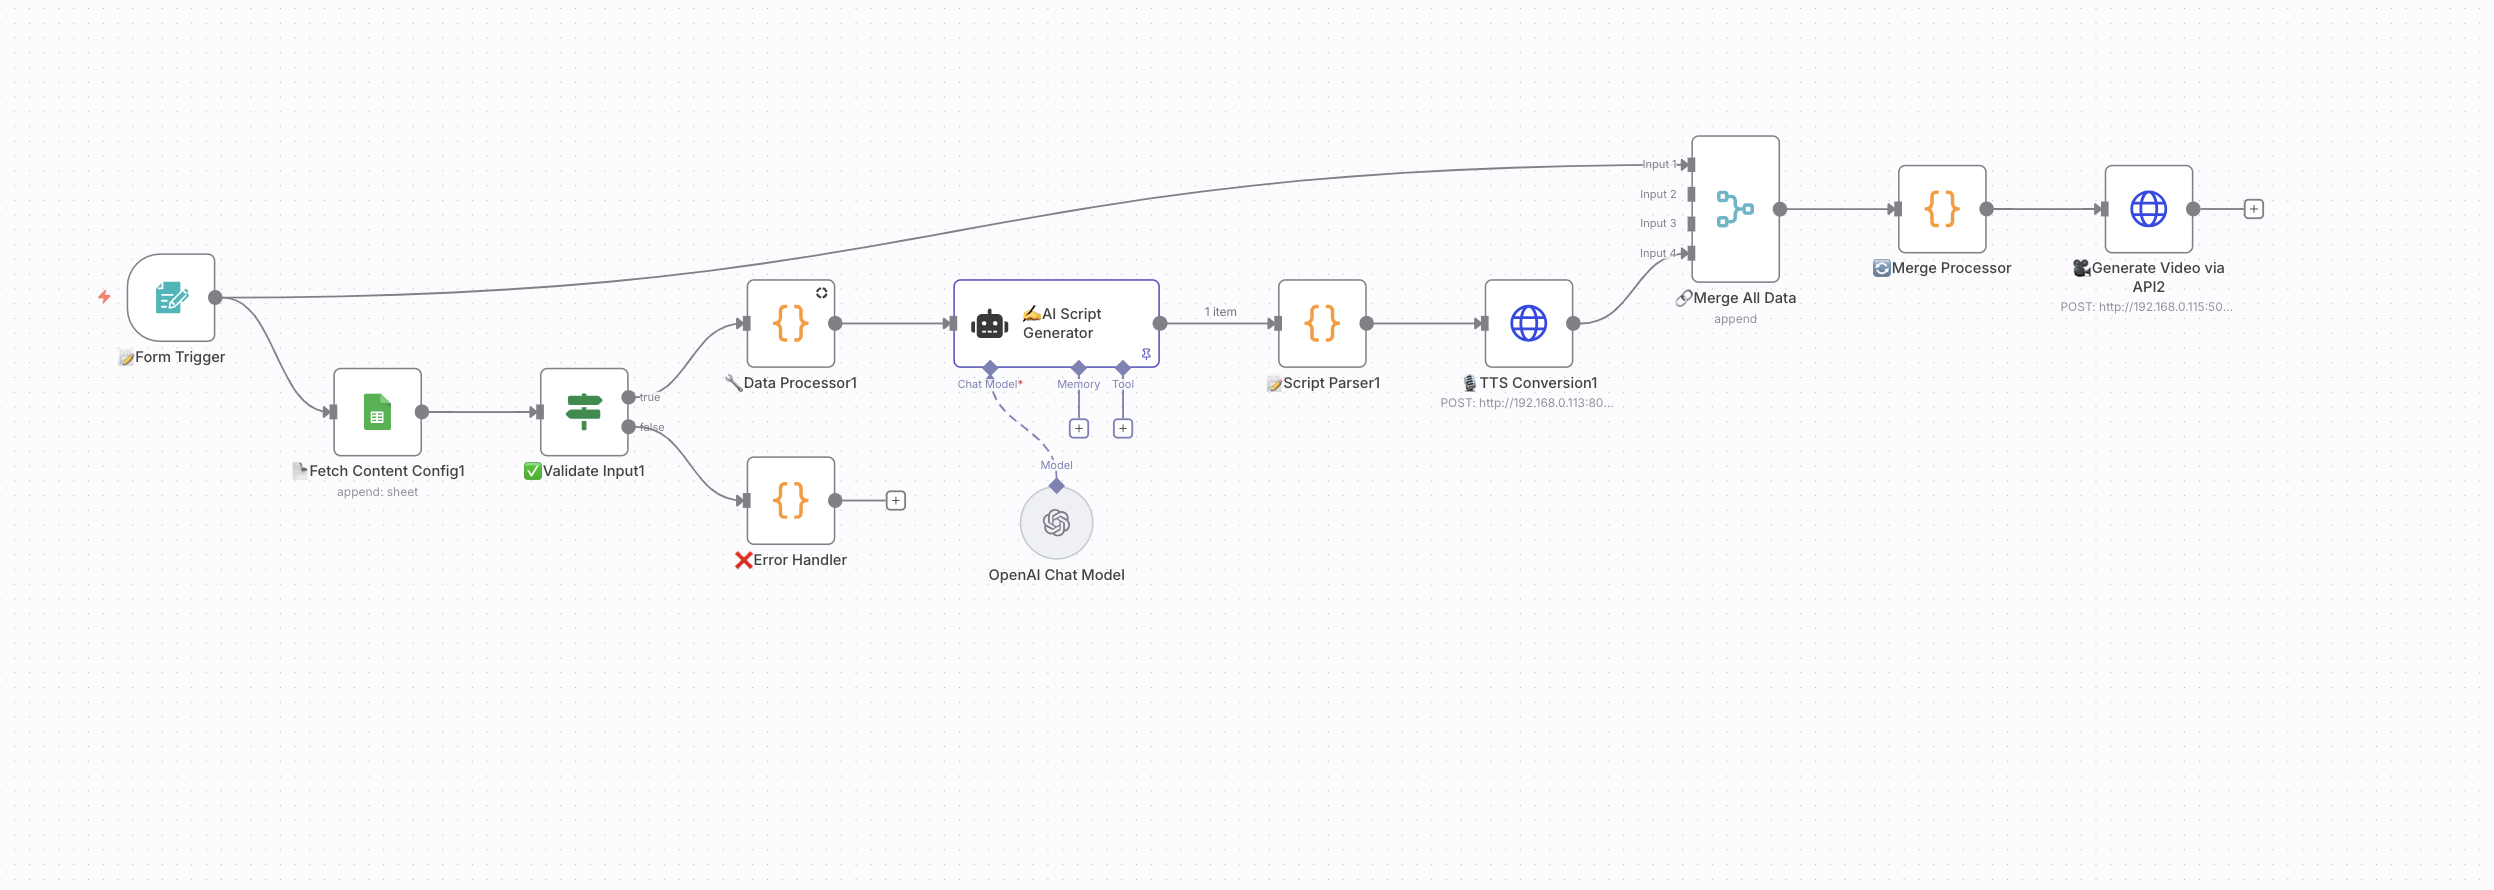 Form Trigger
Fetch Content Config1
append: sheet
Validate Input1
true
false
Data Processor1
Error Handler
AI Script
Generator
Chat Model*
Memory
Tool
Model
OpenAI Chat Model
1 item
Script Parser1
TTS Conversion1
POST: http://192.168.0.113:80...
Input 1
Input 2
Input 3
Input 4
Merge All Data
append
Merge Processor
Generate Video via
API2
POST: http://192.168.0.115:50...